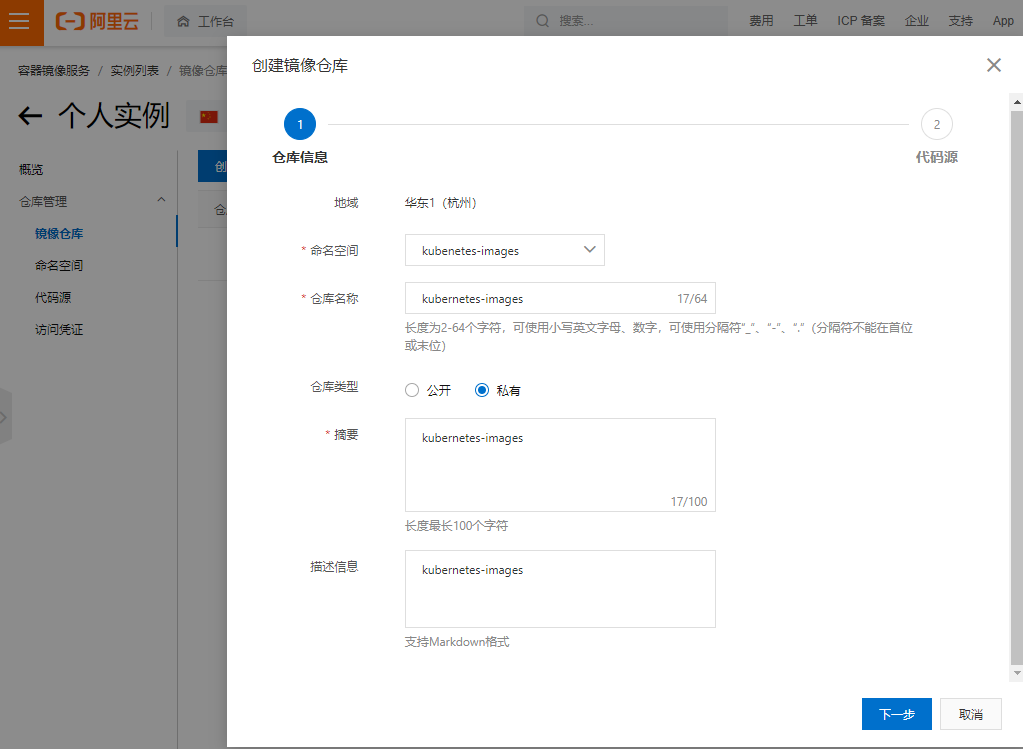 阿里云
工作台
搜索...
费用 工单 ICP 备案 企业 支持 App
容器镜像服务 / 实例列表 / 镜像仓库
个人实例
概览
仓库管理
镜像仓库
命名空间
代码源
访问凭证
创建镜像仓库
1
2
仓库信息
代码源
地域 华东1（杭州）
* 命名空间 kubenetes-images
* 仓库名称 kubernetes-images 17/64
长度为2-64个字符，可使用小写英文字母、数字，可使用分隔符“_”、“-”、“.”（分隔符不能在首位
或末位）
仓库类型 公开 私有
* 摘要 kubernetes-images
17/100
长度最长100个字符
描述信息 kubernetes-images
支持Markdown格式
下一步 取消